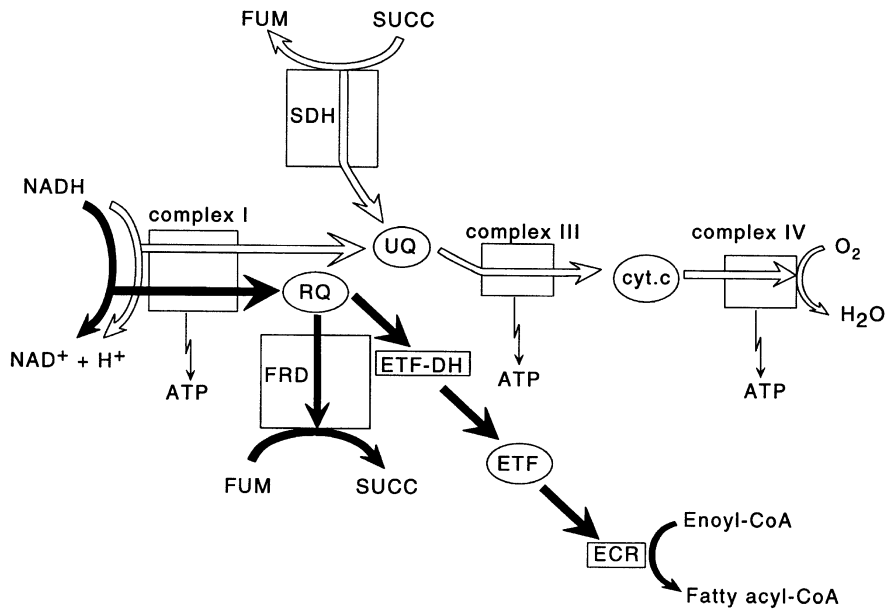 FUM SUCC
SDH
NADH
complex I
UQ
complex III
complex IV
O2
cyt.c
RQ
H2O
NAD+ + H+
ATP
FRD
ETF-DH
ATP
ATP
FUM SUCC
ETF
Enoyl-CoA
ECR
Fatty acyl-CoA